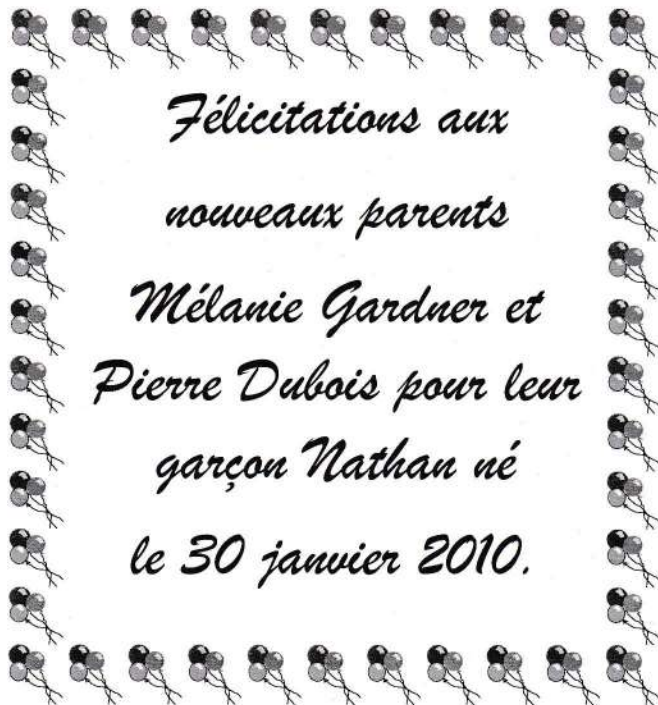 Félicitations aux
nouveaux parents
Mélanie Gardner et
Pierre Dubois pour leur
garçon Nathan né
le 30 janvier 2010.